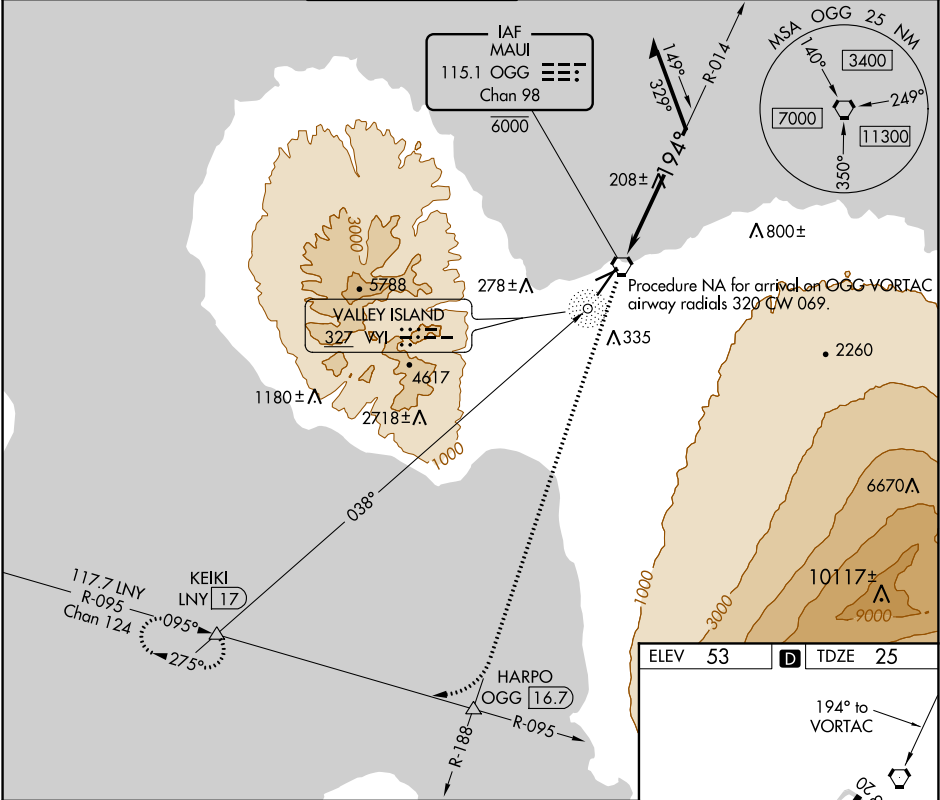 IAF
MAUI
115.1 OGG
Chan 98
6000
149°
329°
R-014
194°
208±
MSA OGG 25 NM
140°
3400
249°
7000
11300
350°
800±
3000
5788
278±
Procedure NA for arrival on OGG VORTAC
airway radials 320 CW 069.
VALLEY ISLAND
327 VYI
335
2260
4617
1180±
2718±
1000
6670
038°
117.7 LNY
R-095
Chan 124
KEIKI
LNY 17
095°
275°
1000
3000
10117±
9000
HARPO
OGG 16.7
R-095
R-188
ELEV 53
D
TDZE 25
194° to
VORTAC